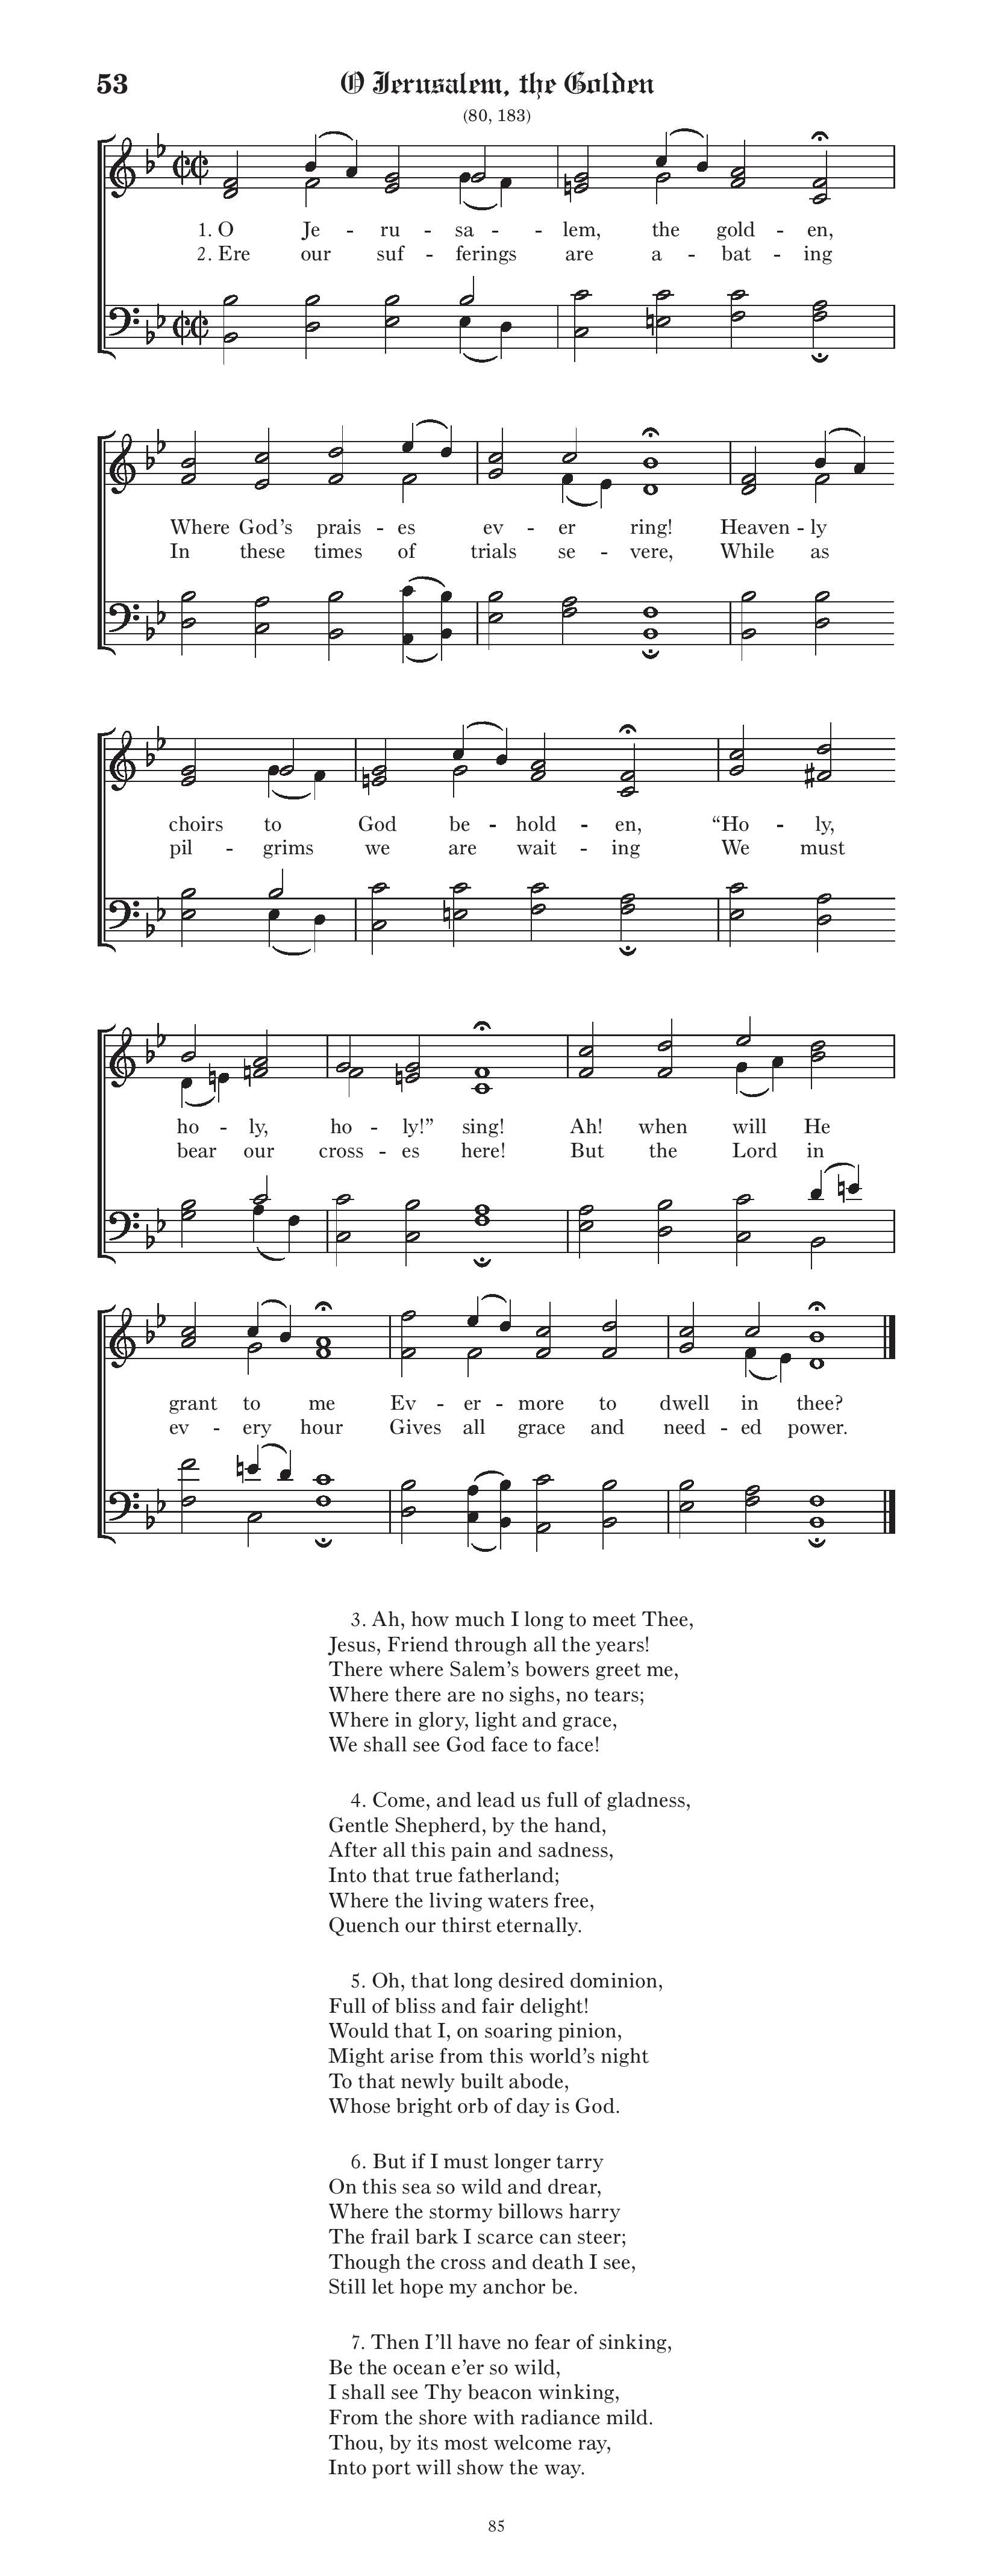 53
O Jerusalem, the Golden
(80, 183)
1. O Je - ru - sa - - lem, the gold - en,
2. Ere our suf - ferings are a - bat - ing
Where God’s prais - es ev - er ring! Heaven - ly
In these times of trials se - vere, While as
choirs to God be - hold - en, “Ho - ly,
pil - grims we are wait - ing We must
ho - ly, ho - ly!” sing! Ah! when will He
bear our cross - es here! But the Lord in
grant to me Ev - er - more to dwell in thee?
ev - ery hour Gives all grace and need - ed power.
3. Ah, how much I long to meet Thee,
Jesus, Friend through all the years!
There where Salem’s bowers greet me,
Where there are no sighs, no tears;
Where in glory, light and grace,
We shall see God face to face!
4. Come, and lead us full of gladness,
Gentle Shepherd, by the hand,
After all this pain and sadness,
Into that true fatherland;
Where the living waters free,
Quench our thirst eternally.
5. Oh, that long desired dominion,
Full of bliss and fair delight!
Would that I, on soaring pinion,
Might arise from this world’s night
To that newly built abode,
Whose bright orb of day is God.
6. But if I must longer tarry
On this sea so wild and drear,
Where the stormy billows harry
The frail bark I scarce can steer;
Though the cross and death I see,
Still let hope my anchor be.
7. Then I’ll have no fear of sinking,
Be the ocean e’er so wild,
I shall see Thy beacon winking,
From the shore with radiance mild.
Thou, by its most welcome ray,
Into port will show the way.
85